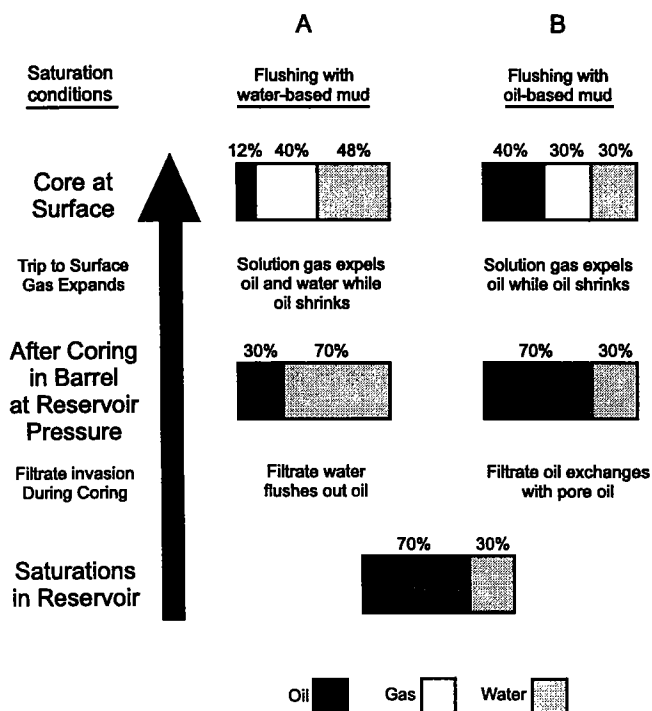 A
B
Saturation
conditions
Flushing with
water-based mud
Flushing with
oil-based mud
12% 40% 48%
40% 30% 30%
Core at
Surface
Trip to Surface
Gas Expands
Solution gas expels
oil and water while
oil shrinks
Solution gas expels
oil while oil shrinks
After Coring
in Barrel
at Reservoir
Pressure
30% 70%
70% 30%
Filtrate invasion
During Coring
Filtrate water
flushes out oil
Filtrate oil exchanges
with pore oil
70% 30%
Saturations
in Reservoir
Oil Gas Water